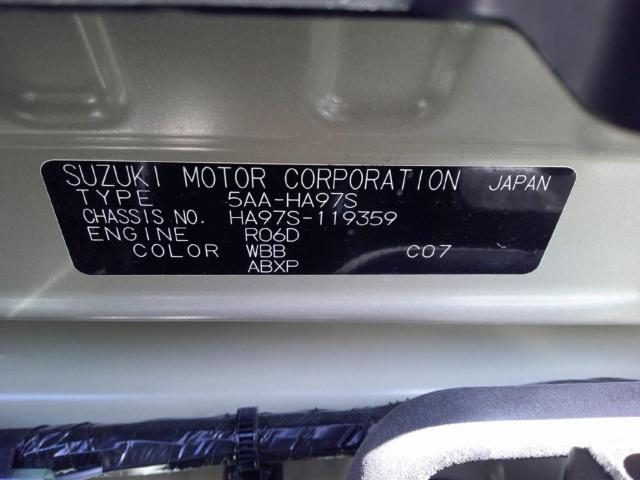 SUZUKI MOTOR CORPORATION JAPAN
TYPE 5AA-HA97S
CHASSIS NO. HA97S-119359
ENGINE R06D
COLOR WBB C07
ABXP